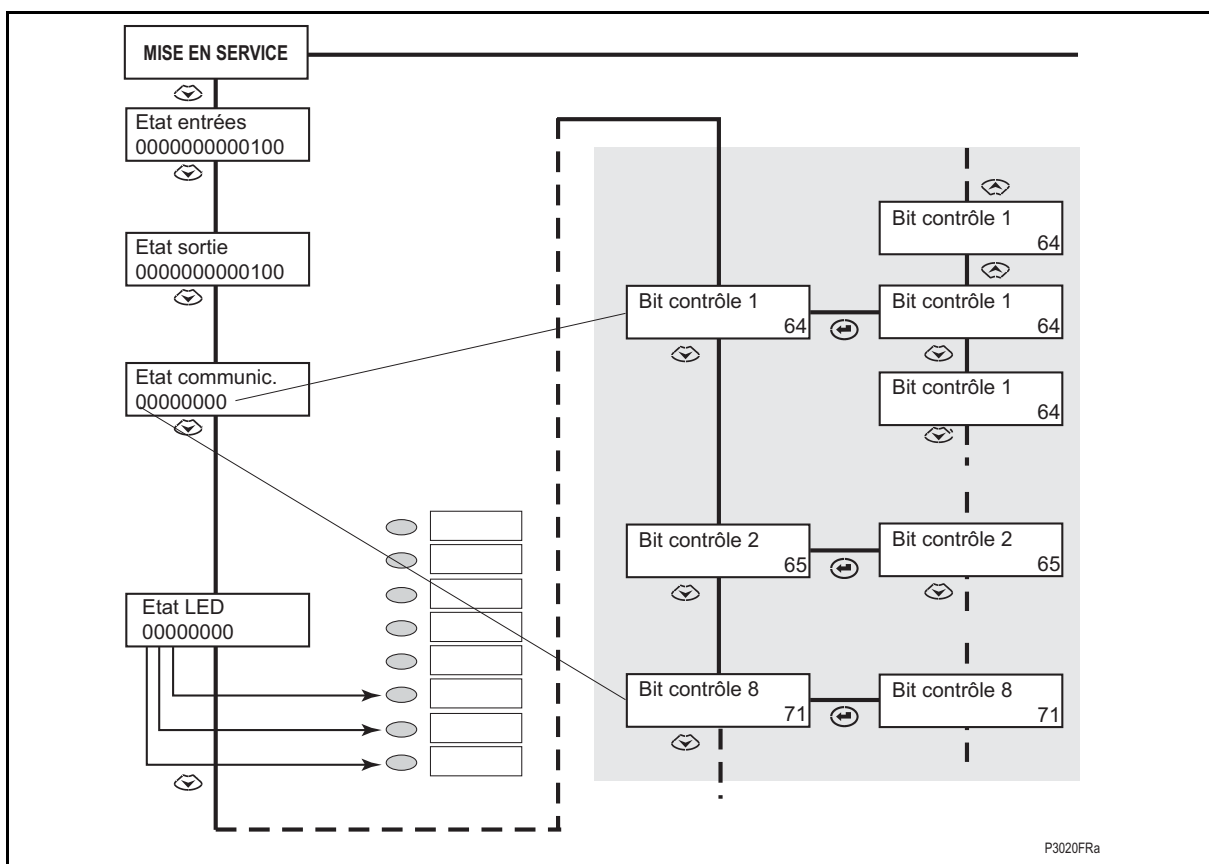 MISE EN SERVICE
Etat entrées
0000000000100
Etat sortie
0000000000100
Etat communic.
00000000
Etat LED
00000000
Bit contrôle 1
64
Bit contrôle 2
65
Bit contrôle 8
71
Bit contrôle 1
64
Bit contrôle 1
64
Bit contrôle 1
64
Bit contrôle 2
65
Bit contrôle 8
71
P3020FRa